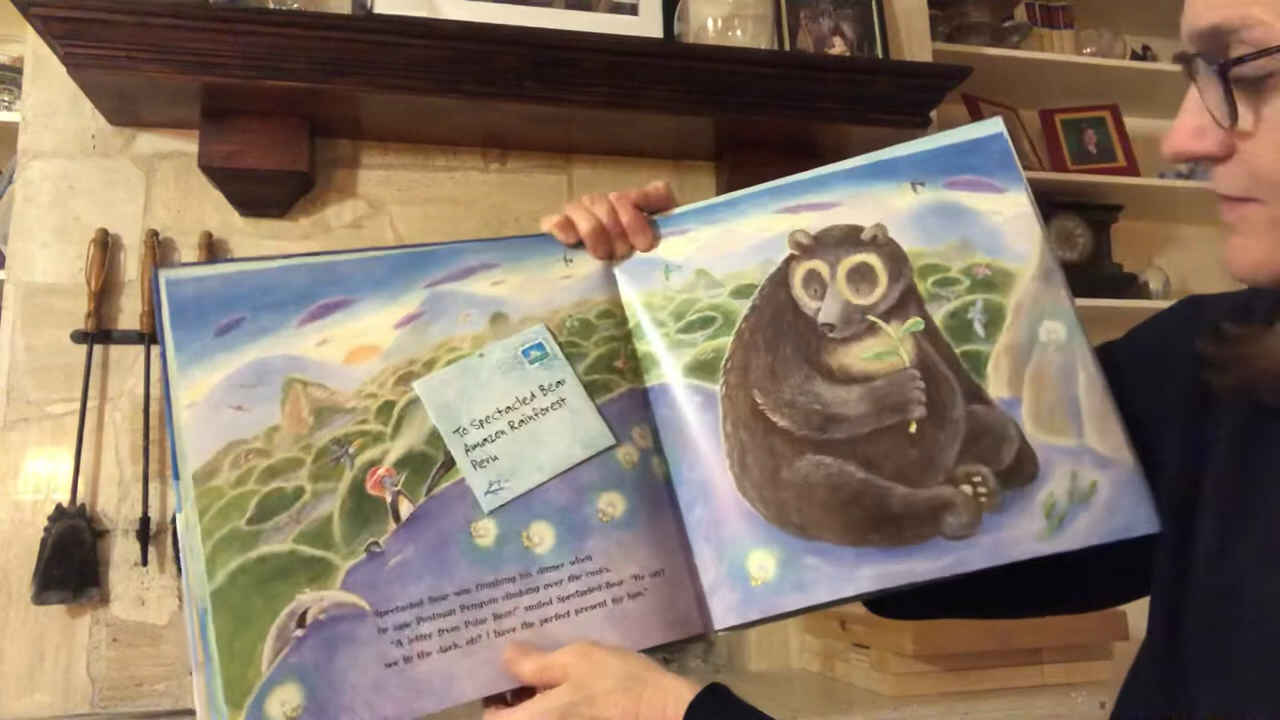 To Spectacled Bear
Amazon Rainforest
Peru
Spectacled Bear was finishing his dinner when
he saw Postman Penguin climbing over the rocks.
"A letter from Polar Bear!" smiled Spectacled Bear. "He can't
see in the dark, eh? I have the perfect present for him."